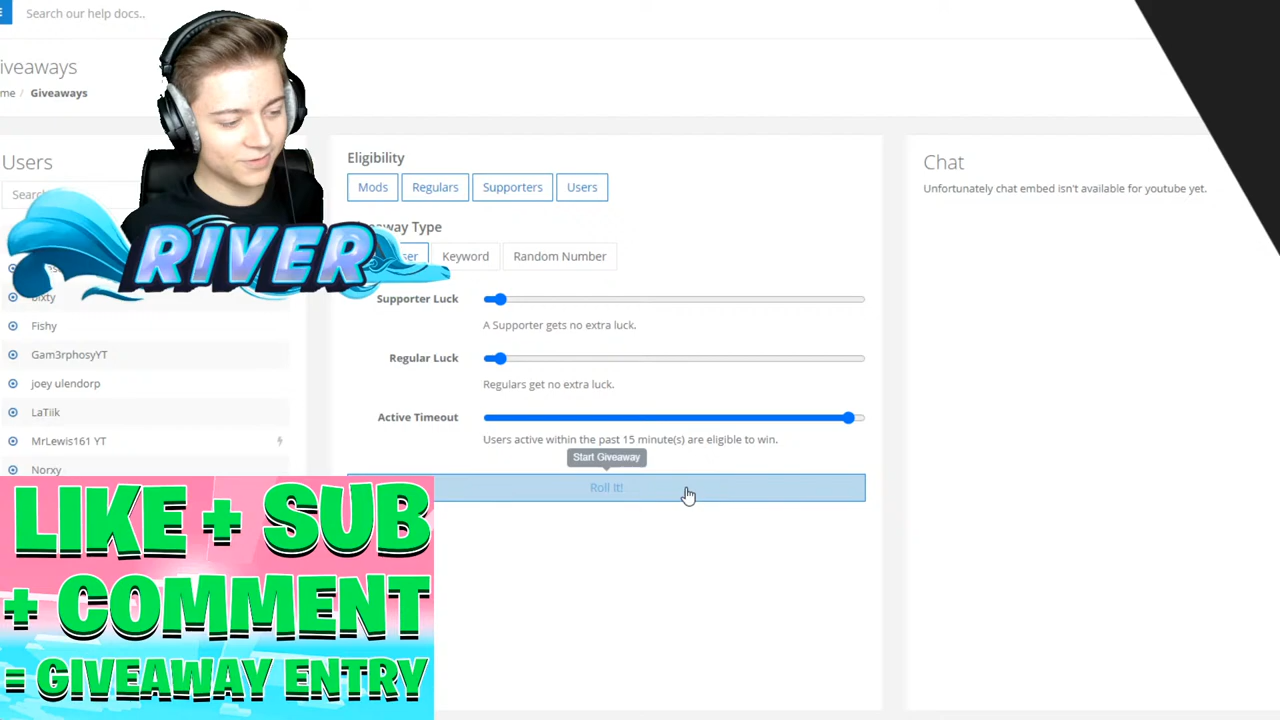 Search our help docs..
iveaways
me / Giveaways
Users
Eligibility
Mods
Regulars
Supporters
Users
away Type
ser
Keyword
Random Number
RIVER
Supporter Luck
A Supporter gets no extra luck.
Regular Luck
Regulars get no extra luck.
Active Timeout
Users active within the past 15 minute(s) are eligible to win.
Start Giveaway
Roll It!
Fishy
Gam3rphosyYT
joey ulendorp
LaTiik
MrLewis161 YT
Norxy
Chat
Unfortunately chat embed isn't available for youtube yet.
LIKE + SUB
+ COMMENT
= GIVEAWAY ENTRY